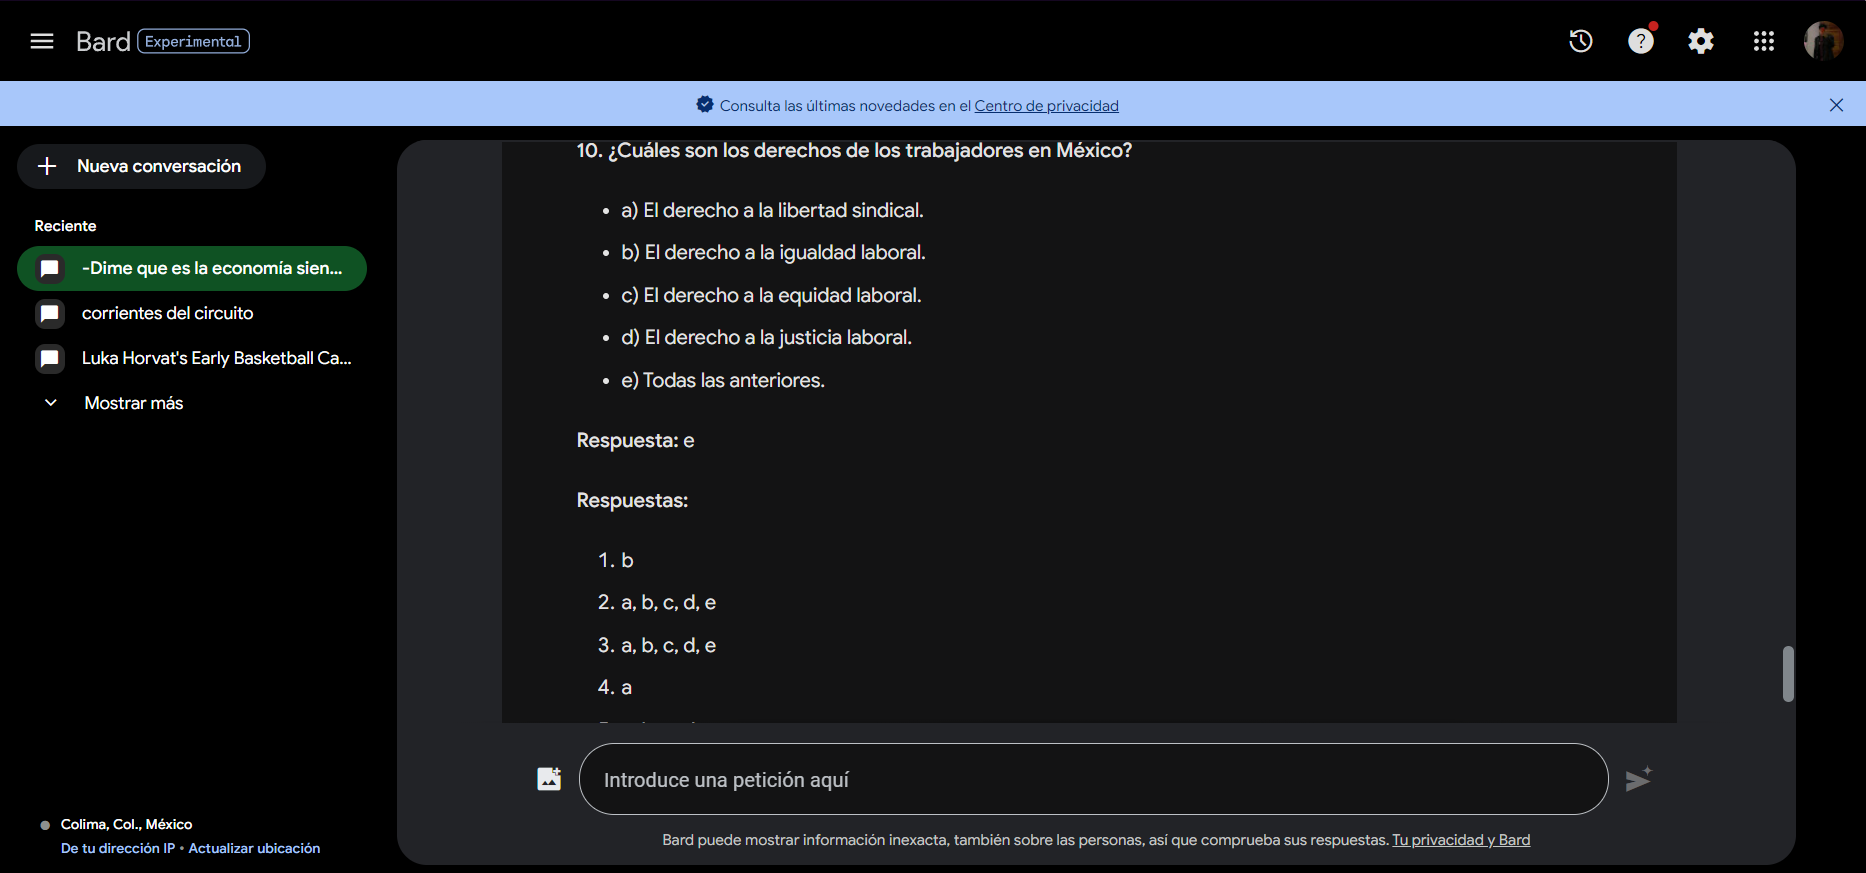 Bard Experimental
Consulta las últimas novedades en el Centro de privacidad
Nueva conversación
Reciente
-Dime que es la economía sien...
corrientes del circuito
Luka Horvat's Early Basketball Ca...
Mostrar más
10. ¿Cuáles son los derechos de los trabajadores en México?
• a) El derecho a la libertad sindical.
• b) El derecho a la igualdad laboral.
• c) El derecho a la equidad laboral.
• d) El derecho a la justicia laboral.
• e) Todas las anteriores.
Respuesta: e
Respuestas:
1. b
2. a, b, c, d, e
3. a, b, c, d, e
4. a
Introduce una petición aquí
Bard puede mostrar información inexacta, también sobre las personas, así que comprueba sus respuestas. Tu privacidad y Bard
Colima, Col., México
De tu dirección IP • Actualizar ubicación